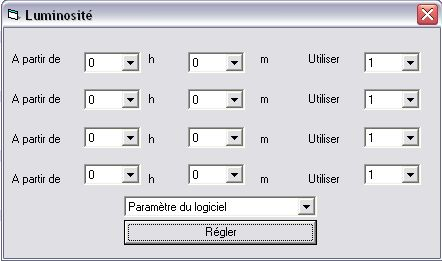 Luminosité
A partir de 0 h 0 m Utiliser 1
A partir de 0 h 0 m Utiliser 1
A partir de 0 h 0 m Utiliser 1
A partir de 0 h 0 m Utiliser 1
Paramètre du logiciel
Régler